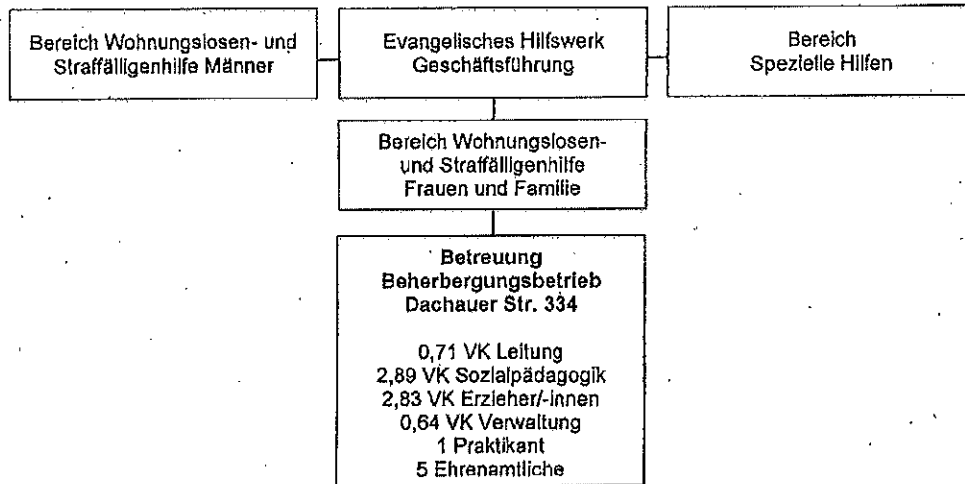 Bereich Wohnungslosen- und
Straffälligenhilfe Männer
Evangelisches Hilfswerk
Geschäftsführung
Bereich
Spezielle Hilfen
Bereich Wohnungslosen-
und Straffälligenhilfe
Frauen und Familie
Betreuung
Beherbergungsbetrieb
Dachauer Str. 334
0,71 VK Leitung
2,89 VK Sozialpädagogik
2,83 VK Erzieher/-innen
0,64 VK Verwaltung
1 Praktikant
5 Ehrenamtliche